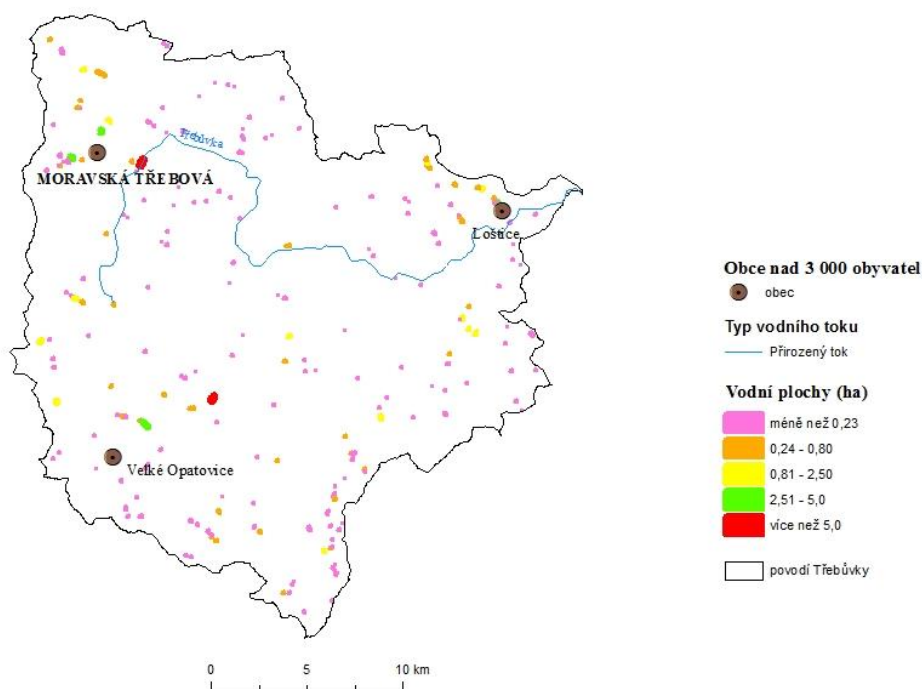 Třebůvka
MORAVSKÁ TŘEBOVÁ
Loštice
Velké Opatovice
Obce nad 3 000 obyvatel
obec
Typ vodního toku
Přirozený tok
Vodní plochy (ha)
méně než 0,23
0,24 - 0,80
0,81 - 2,50
2,51 - 5,0
více než 5,0
povodí Třebůvky
0 5 10 km